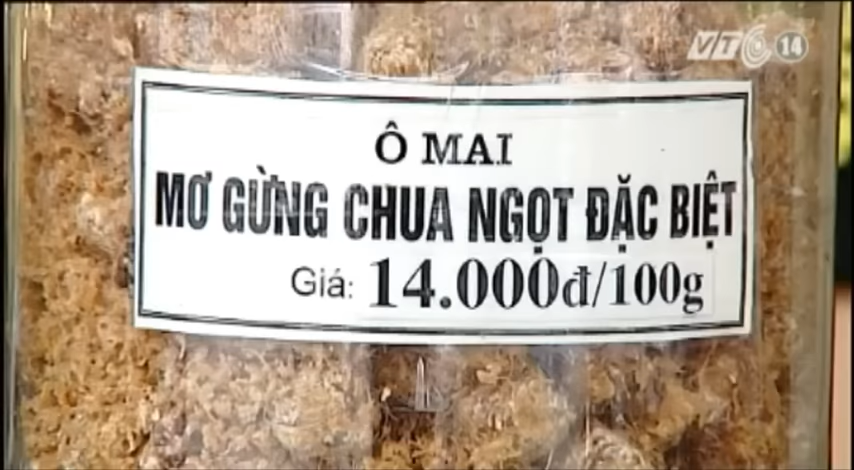 VTC 14
Ô MAI
MƠ GỪNG CHUA NGỌT ĐẶC BIỆT
Giá: 14.000đ/100g